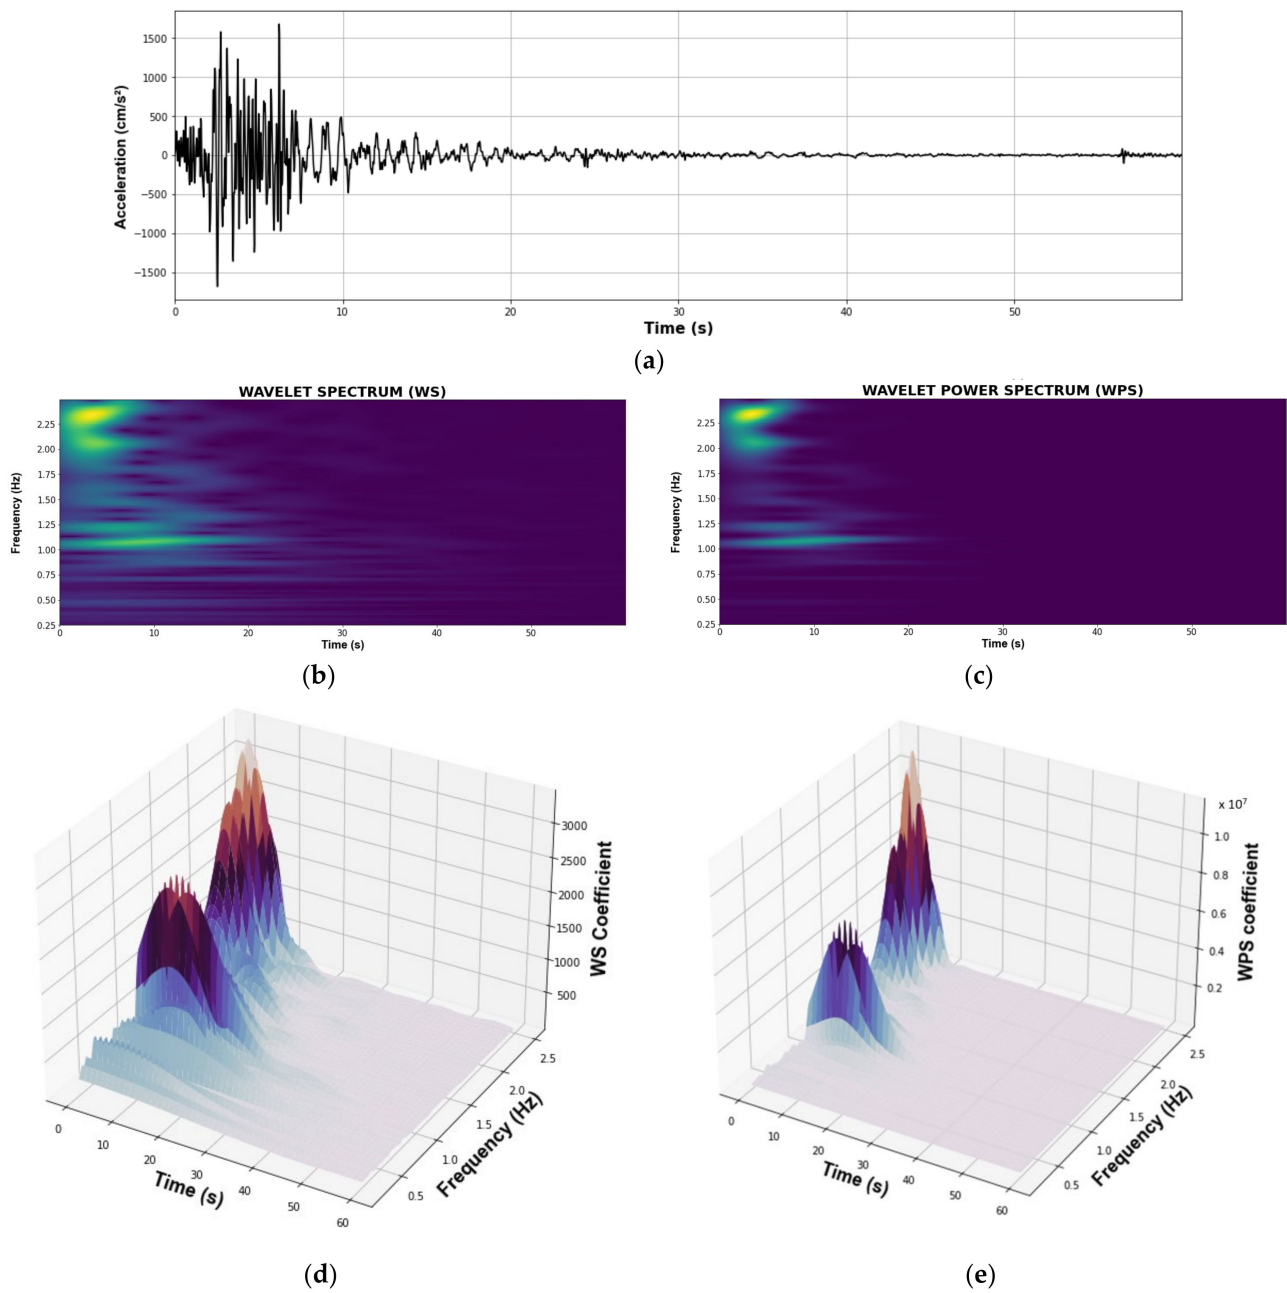 1500
1000
500
0
−500
−1000
−1500
Acceleration (cm/s²)
0 10 20 30 40 50
Time (s)
(a)
WAVELET SPECTRUM (WS)
2.25
2.00
1.75
1.50
1.25
1.00
0.75
0.50
0.25
Frequency (Hz)
0 10 20 30 40 50
Time (s)
(b)
WAVELET POWER SPECTRUM (WPS)
2.25
2.00
1.75
1.50
1.25
1.00
0.75
0.50
0.25
Frequency (Hz)
0 10 20 30 40 50
Time (s)
(c)
3000
2500
2000
1500
1000
500
WS Coefficient
2.5
2.0
1.5
1.0
0.5
Frequency (Hz)
0 10 20 30 40 50 60
Time (s)
(d)
x 10⁷
1.0
0.8
0.6
0.4
0.2
WPS coefficient
2.5
2.0
1.5
1.0
0.5
Frequency (Hz)
0 10 20 30 40 50 60
Time (s)
(e)